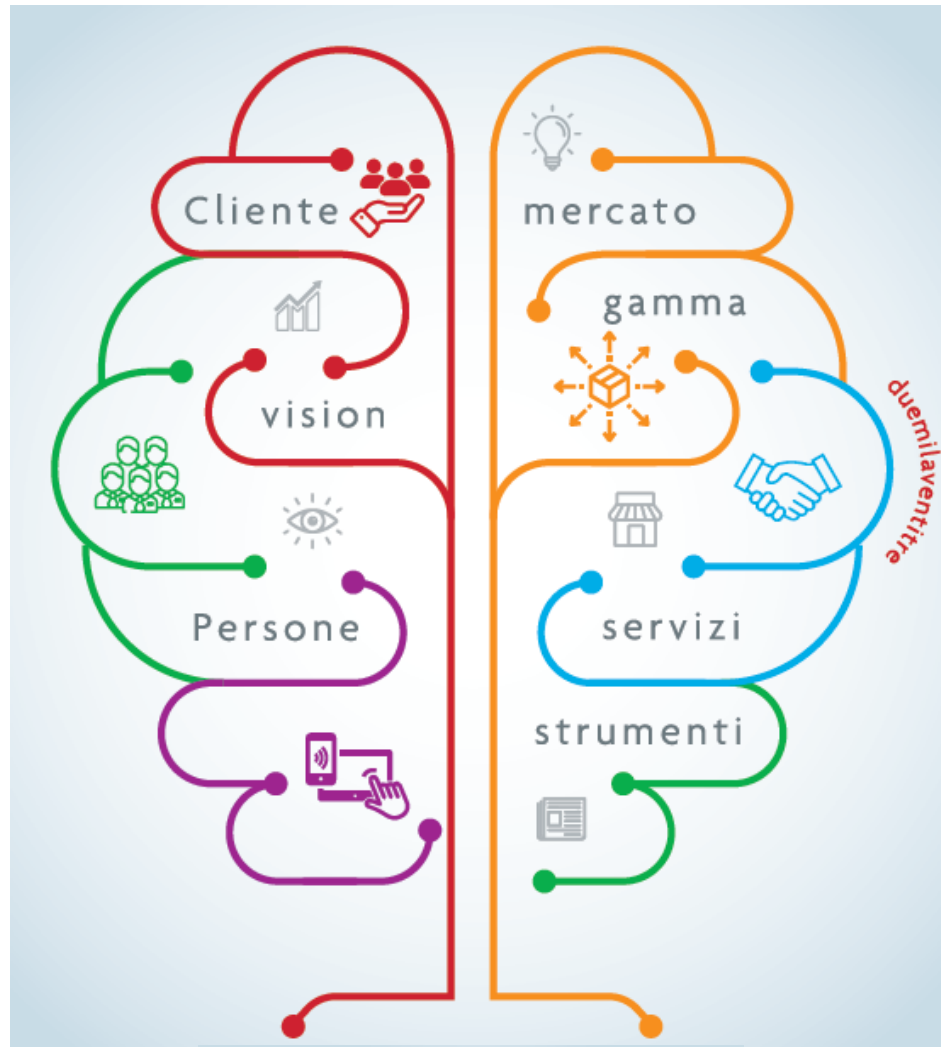 Cliente
mercato
gamma
vision
duemilaventitre
Persone
servizi
strumenti